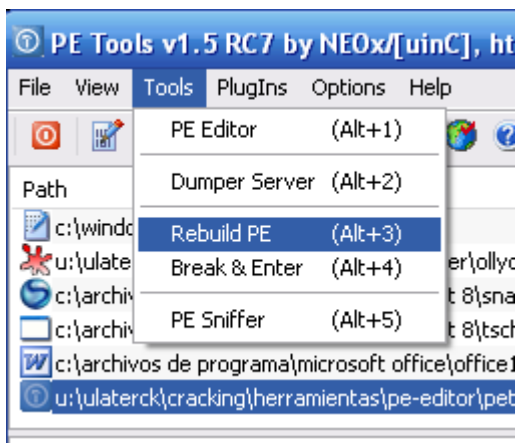 PE Tools v1.5 RC7 by NEOx/[uinC], ht
File View Tools PlugIns Options Help
PE Editor (Alt+1)
Path
Dumper Server (Alt+2)
c:\windo
Rebuild PE (Alt+3)
u:\ulate
er\ollyc
Break & Enter (Alt+4)
c:\archiv
t 8\sna
PE Sniffer (Alt+5)
c:\archiv
t 8\tsch
c:\archivos de programa\microsoft office\office1
u:\ulaterck\cracking\herramientas\pe-editor\pet